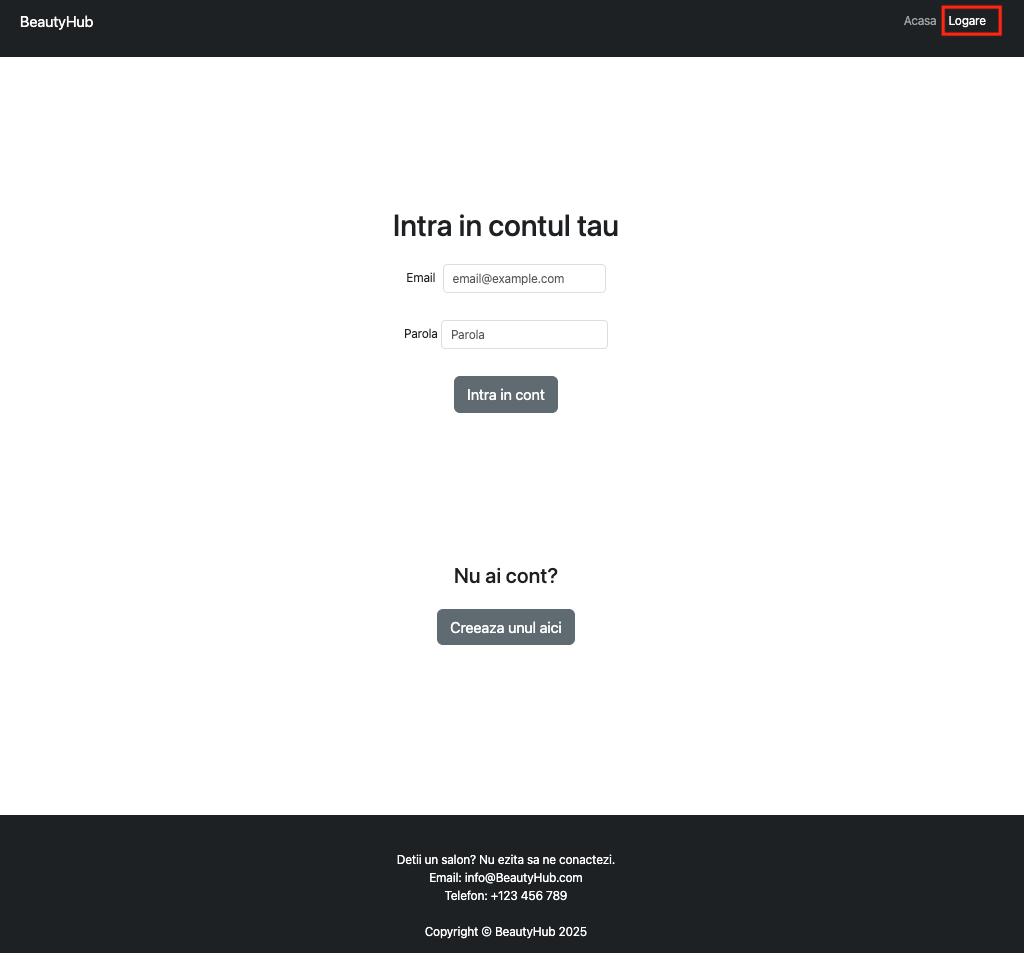 BeautyHub
Acasa Logare
Intra in contul tau
Email email@example.com
Parola Parola
Intra in cont
Nu ai cont?
Creeaza unul aici
Detii un salon? Nu ezita sa ne conactezi.
Email: info@BeautyHub.com
Telefon: +123 456 789
Copyright © BeautyHub 2025